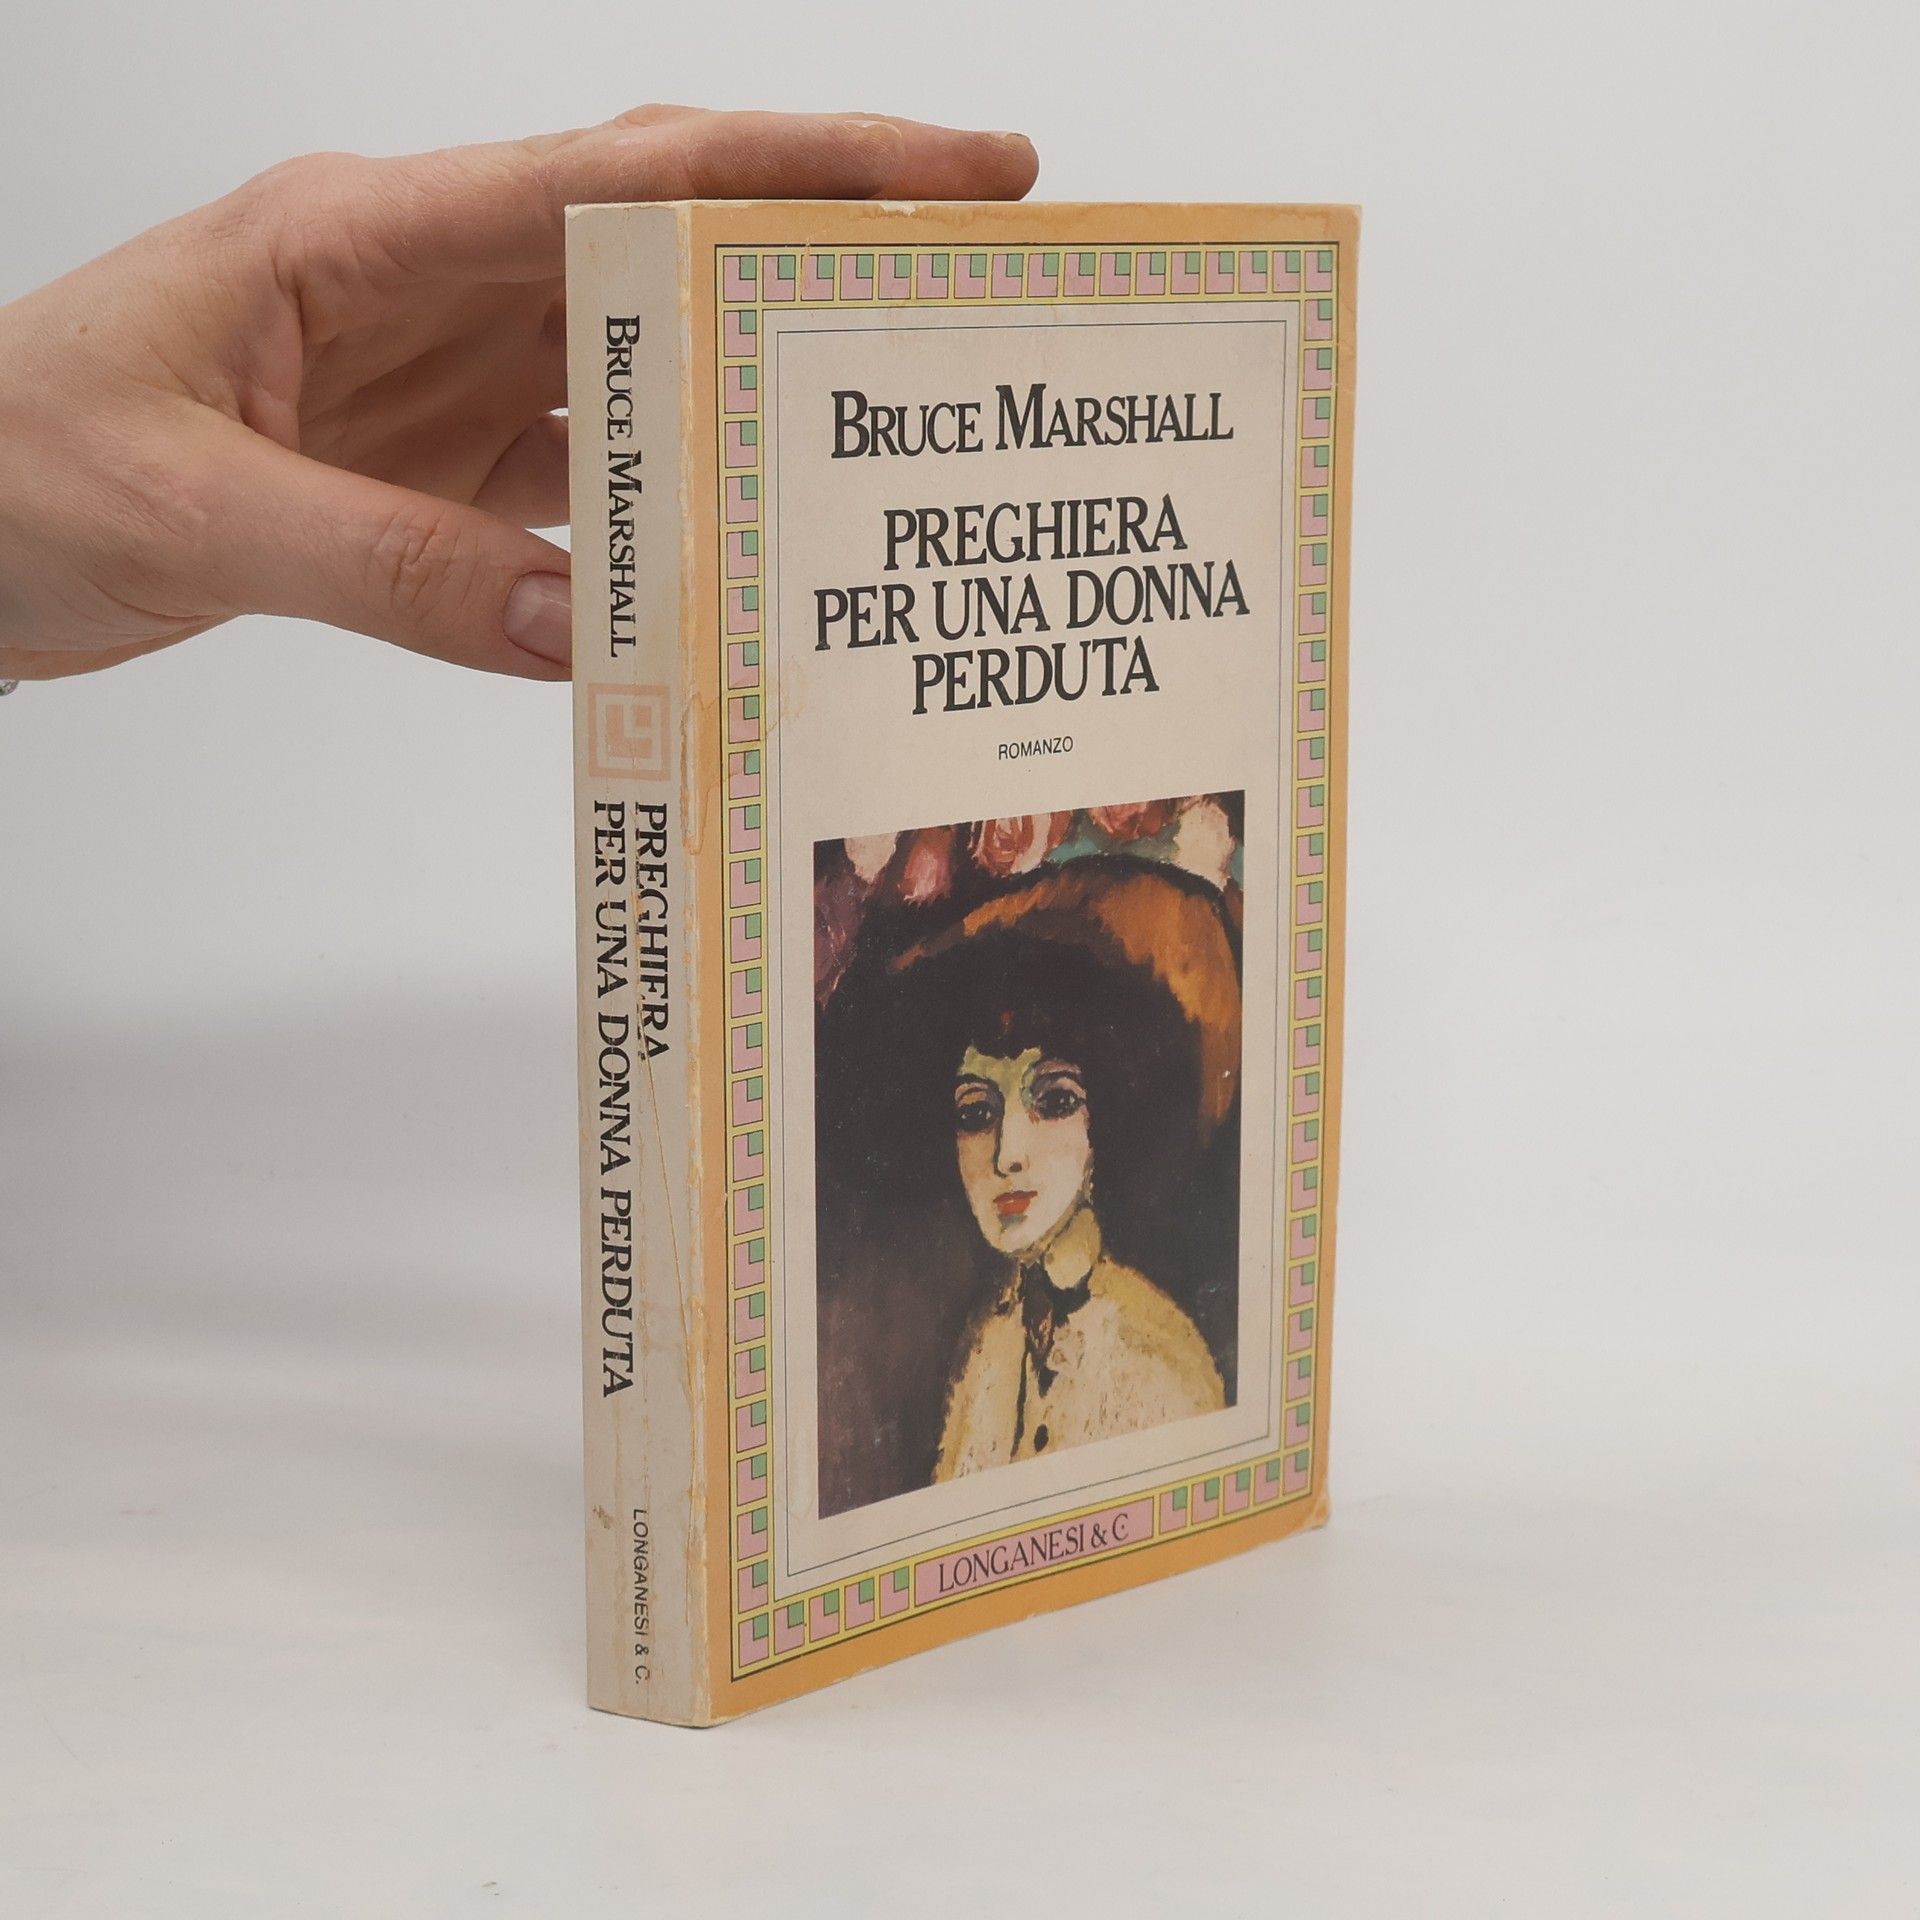 BRUCE MARSHALL
PREGHIERA
PER UNA DONNA PERDUTA
LONGANESI & C.
BRUCE MARSHALL
PREGHIERA
PER UNA DONNA
PERDUTA
ROMANZO
LONGANESI & C.